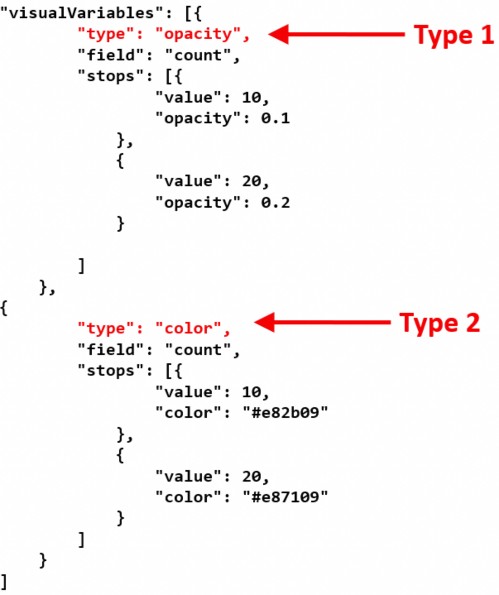 "visualVariables": [{
"type": "opacity", Type 1
"field": "count",
"stops": [{
"value": 10,
"opacity": 0.1
},
{
"value": 20,
"opacity": 0.2
}
]
},
{
"type": "color", Type 2
"field": "count",
"stops": [{
"value": 10,
"color": "#e82b09"
},
{
"value": 20,
"color": "#e87109"
}
]
}
]